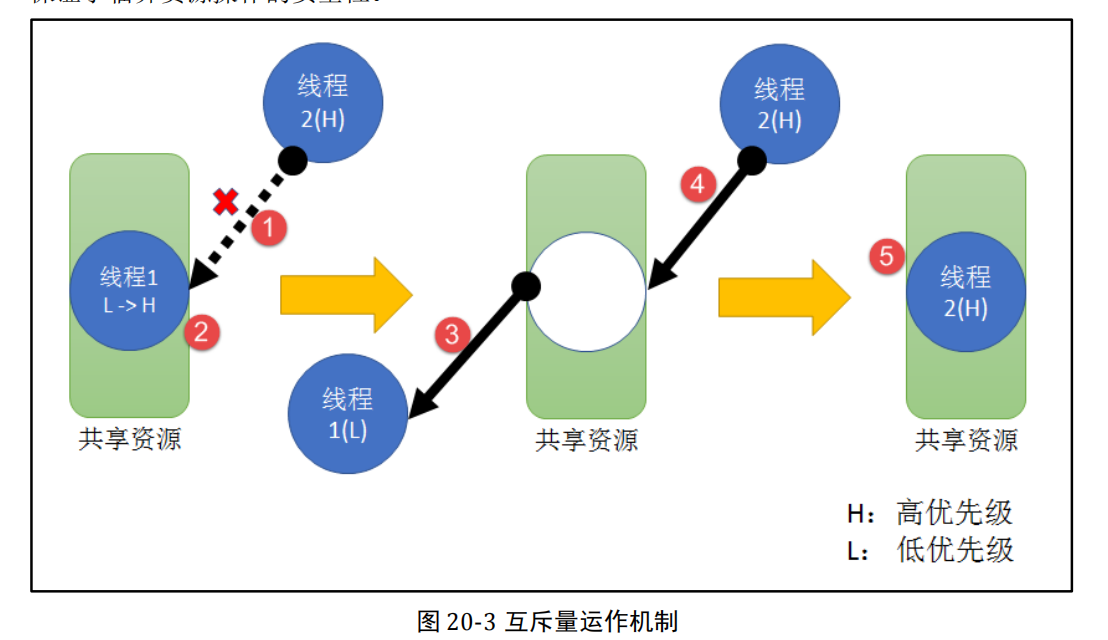 线程
2(H)
线程
2(H)
1
4
线程1
L -> H
2
3
5
线程
2(H)
线程
1(L)
共享资源
共享资源
共享资源
H：高优先级
L：低优先级
图 20-3 互斥量运作机制